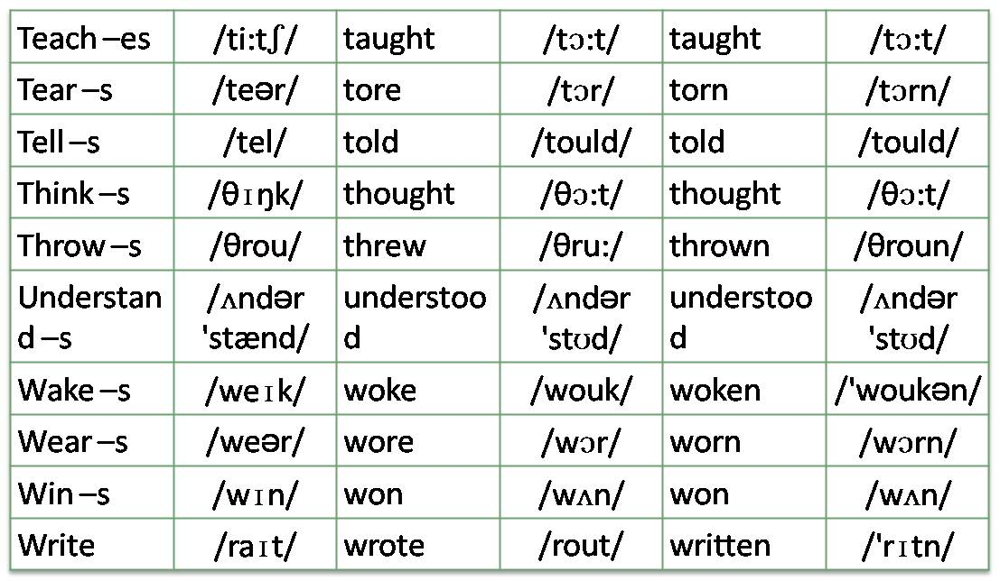 Teach –es /ti:tʃ/ taught /tɔ:t/ taught /tɔ:t/
Tear –s /teər/ tore /tɔr/ torn /tɔrn/
Tell –s /tel/ told /tould/ told /tould/
Think –s /θɪŋk/ thought /θɔ:t/ thought /θɔ:t/
Throw –s /θrou/ threw /θru:/ thrown /θroun/
Understan /ʌndər understoo /ʌndər understoo /ʌndər
d –s 'stænd/ d 'stʊd/ d 'stʊd/
Wake –s /weɪk/ woke /wouk/ woken /'woukən/
Wear –s /weər/ wore /wɔr/ worn /wɔrn/
Win –s /wɪn/ won /wʌn/ won /wʌn/
Write /raɪt/ wrote /rout/ written /'rɪtn/